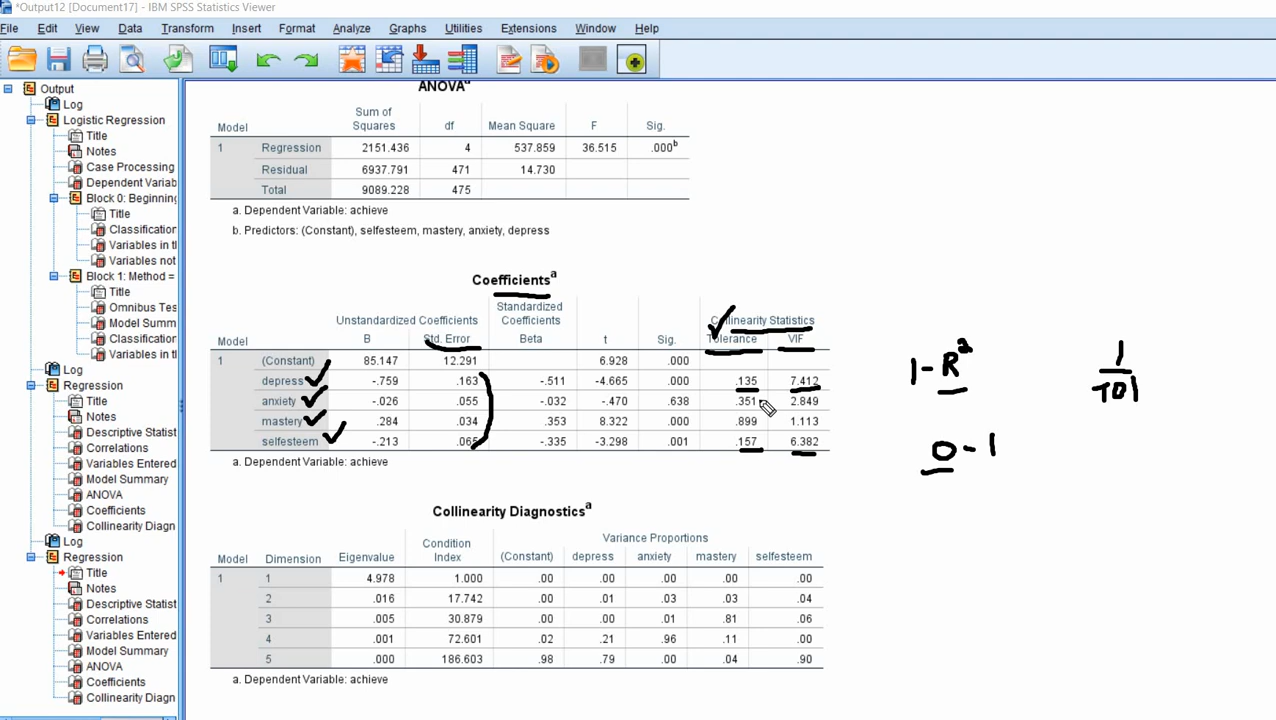 *Output12 [Document17] - IBM SPSS Statistics Viewer
File Edit View Data Transform Insert Format Analyze Graphs Utilities Extensions Window Help
Output
Log
Logistic Regression
Title
Notes
Case Processing
Dependent Variab
Block 0: Beginning
Title
Classification
Variables in t
Variables not
Block 1: Method =
Title
Omnibus Tes
Model Summ
Classification
Variables in t
Log
Regression
Title
Notes
Descriptive Statist
Correlations
Variables Entered
Model Summary
ANOVA
Coefficients
Collinearity Diagn
Log
Regression
Title
Notes
Descriptive Statist
Correlations
Variables Entered
Model Summary
ANOVA
Coefficients
Collinearity Diagn
ANOVAa
Model Sum of Squares df Mean Square F Sig.
1 Regression 2151.436 4 537.859 36.515 .000b
Residual 6937.791 471 14.730
Total 9089.228 475
a. Dependent Variable: achieve
b. Predictors: (Constant), selfesteem, mastery, anxiety, depress
Coefficientsa
Unstandardized Coefficients Standardized Coefficients Collinearity Statistics
Model B Std. Error Beta t Sig. Tolerance VIF
1 (Constant) 85.147 12.291 6.928 .000
depress -.759 .163 -.511 -4.665 .000 .135 7.412
anxiety -.026 .055 -.032 -.470 .638 .351 2.849
mastery .284 .034 .353 8.322 .000 .899 1.113
selfesteem -.213 .065 -.335 -3.298 .001 .157 6.382
a. Dependent Variable: achieve
1-R2
0-1
1
Tol
Collinearity Diagnosticsa
Variance Proportions
Model Dimension Eigenvalue Condition Index (Constant) depress anxiety mastery selfesteem
1 1 4.978 1.000 .00 .00 .00 .00 .00
2 .016 17.742 .00 .01 .03 .03 .04
3 .005 30.879 .00 .00 .01 .81 .06
4 .001 72.601 .02 .21 .96 .11 .00
5 .000 186.603 .98 .79 .00 .04 .90
a. Dependent Variable: achieve